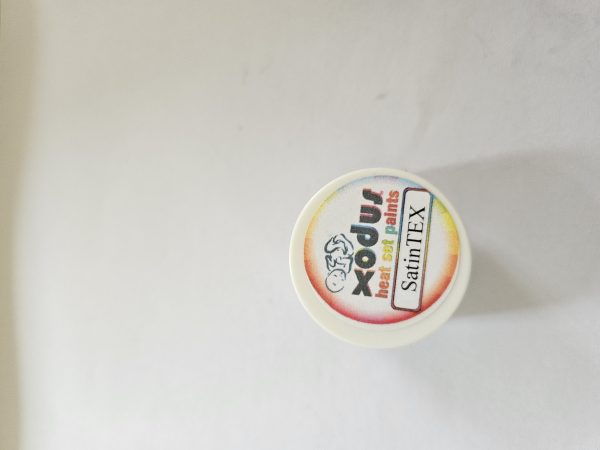 xodus
heat set paints
SatinTEX